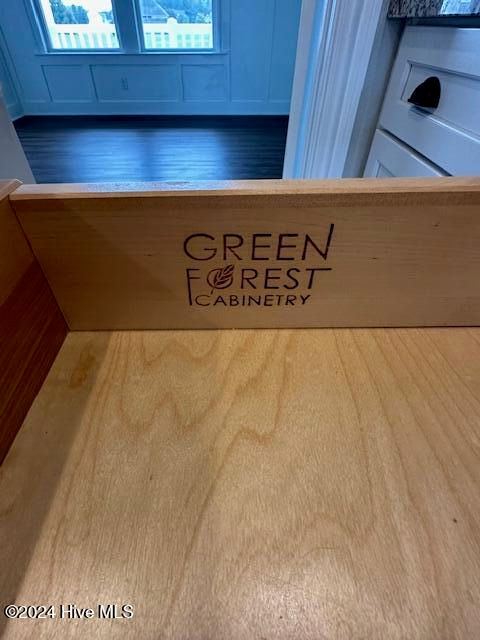 GREEN
FOREST
CABINETRY
©2024 Hive MLS